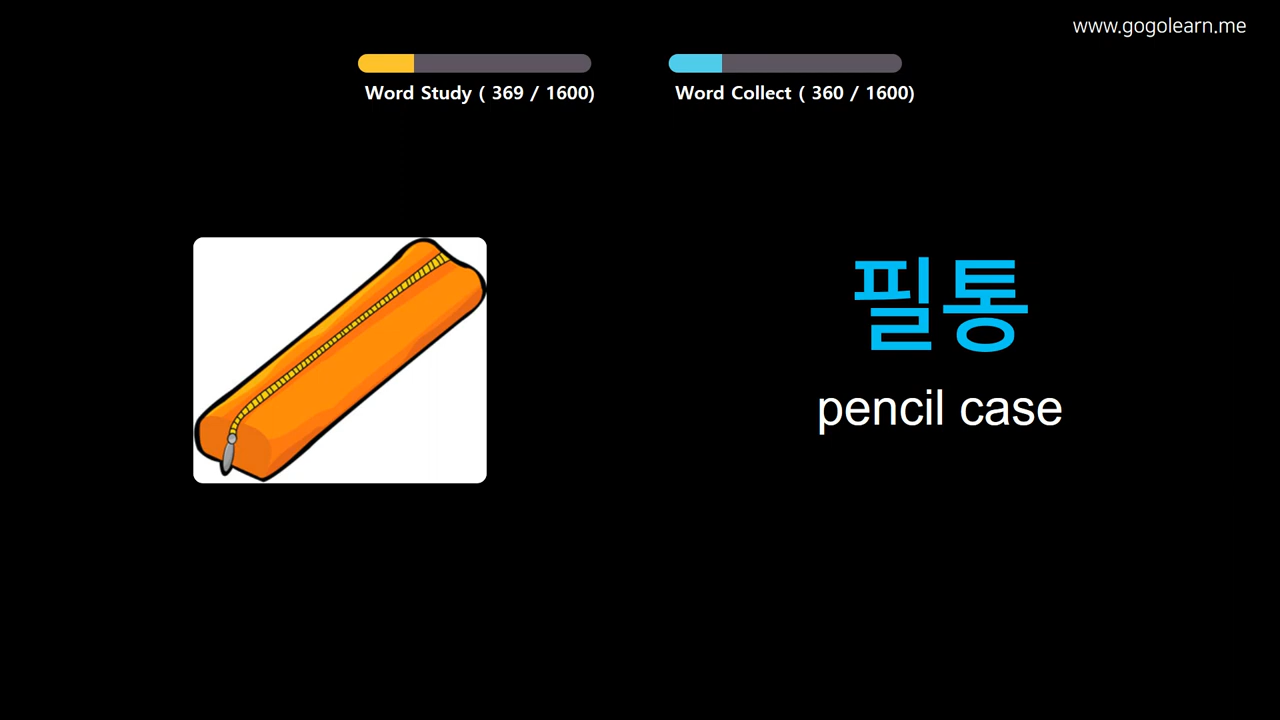 www.gogolearn.me
Word Study ( 369 / 1600)
Word Collect ( 360 / 1600)
필통
pencil case